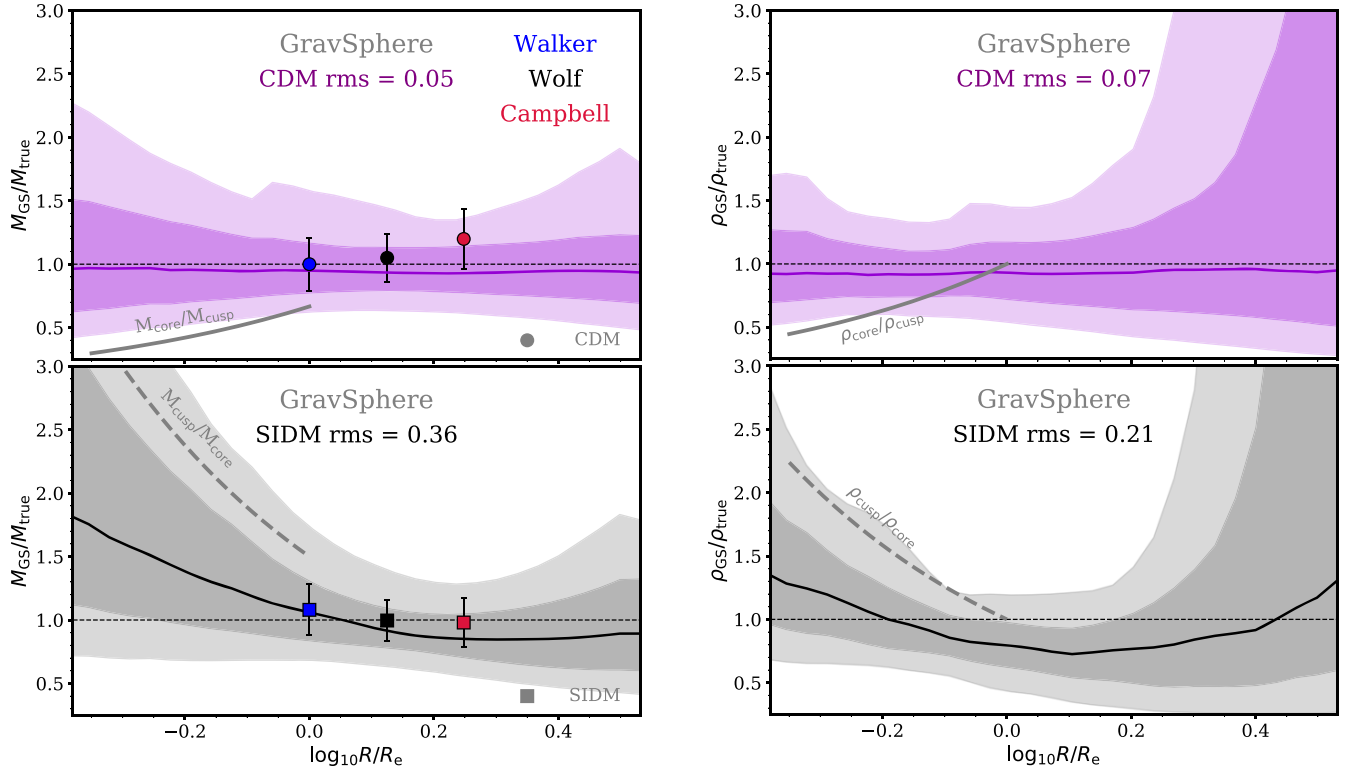 3.0
2.5
2.0
1.5
1.0
0.5
M_GS/M_true
GravSphere
CDM rms = 0.05
Walker
Wolf
Campbell
M_core/M_cusp
CDM
3.0
2.5
2.0
1.5
1.0
0.5
ρ_GS/ρ_true
GravSphere
CDM rms = 0.07
ρ_core/ρ_cusp
3.0
2.5
2.0
1.5
1.0
0.5
M_GS/M_true
GravSphere
SIDM rms = 0.36
M_cusp/M_core
SIDM
−0.2
0.0
0.2
0.4
log₁₀R/R_e
3.0
2.5
2.0
1.5
1.0
0.5
ρ_GS/ρ_true
GravSphere
SIDM rms = 0.21
ρ_cusp/ρ_core
−0.2
0.0
0.2
0.4
log₁₀R/R_e